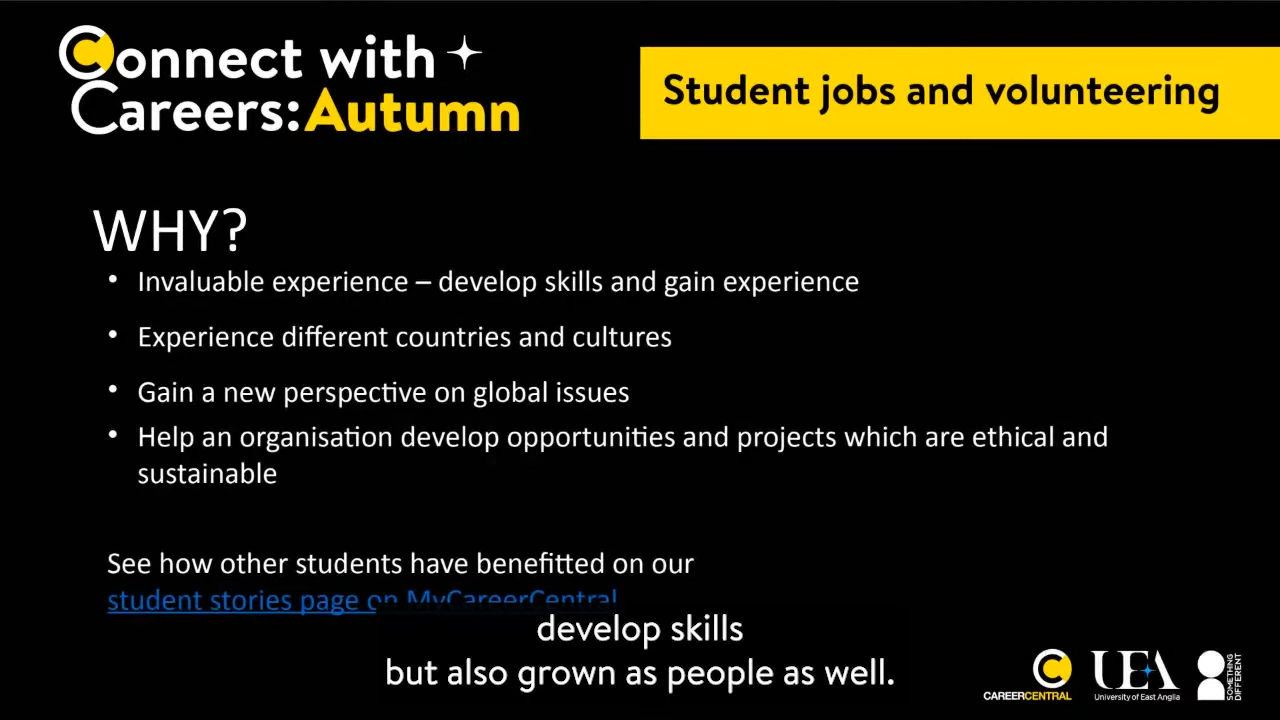 Connect with
Careers: Autumn
Student jobs and volunteering
WHY?
• Invaluable experience – develop skills and gain experience
• Experience different countries and cultures
• Gain a new perspective on global issues
• Help an organisation develop opportunities and projects which are ethical and
sustainable
See how other students have benefitted on our
student stories page on MyCareerCentral
develop skills
but also grown as people as well.
CAREERCENTRAL
UEA
University of East Anglia
SOMETHING
DIFFERENT